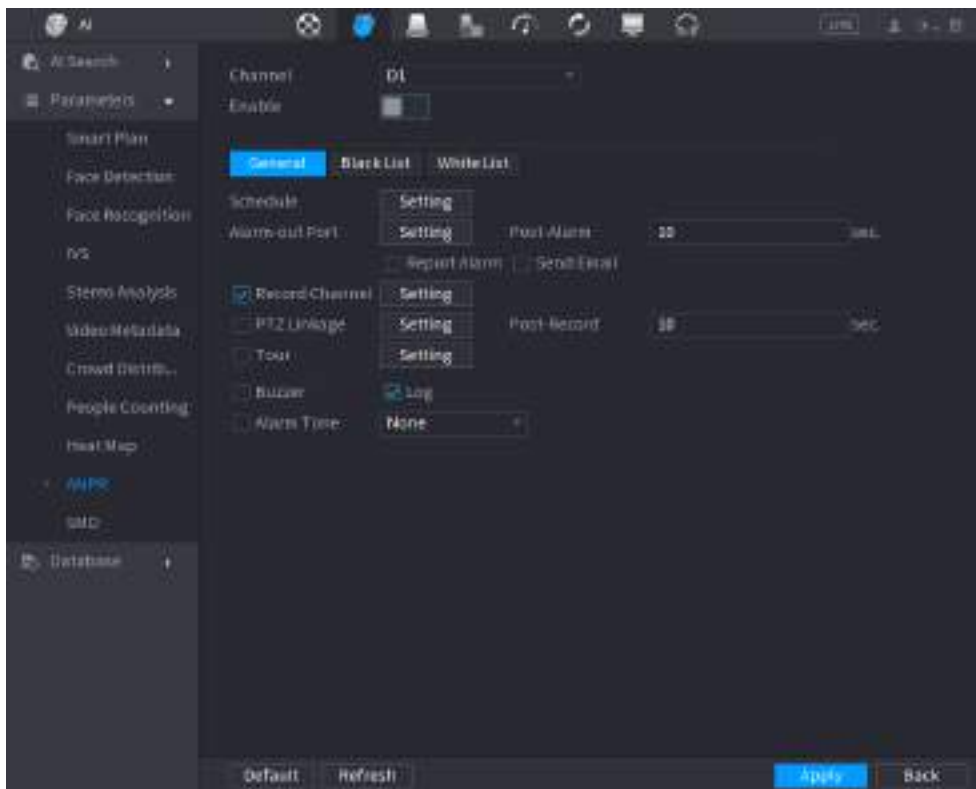 AI
LIVE
AI Search
Parameters
Smart Plan
Face Detection
Face Recognition
IVS
Stereo Analysis
Video Metadata
Crowd Distrib...
People Counting
Heat Map
ANPR
SMD
Database
Channel D1
Enable
General Black List White List
Schedule Setting
Alarm-out Port Setting Post-Alarm 10 sec.
Report Alarm Send Email
Record Channel Setting
PTZ Linkage Setting Post-Record 10 sec.
Tour Setting
Buzzer Log
Alarm Tone None
Default Refresh Apply Back